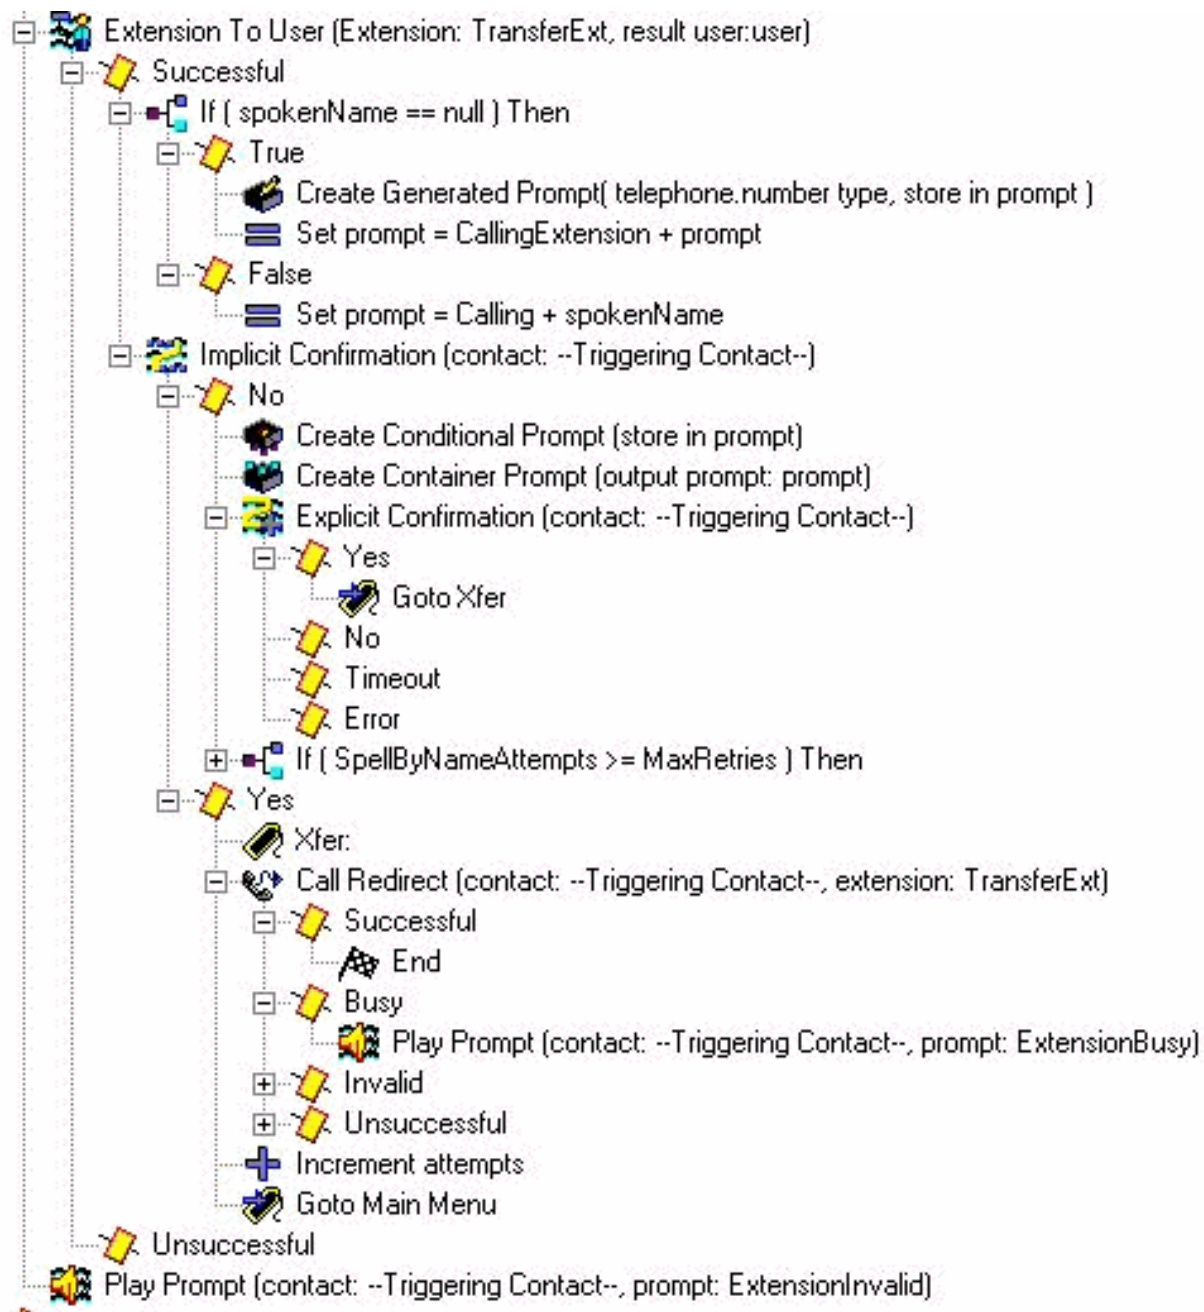 Extension To User (Extension: TransferExt, result user:user)
Successful
If ( spokenName == null ) Then
True
Create Generated Prompt( telephone.number type, store in prompt )
Set prompt = CallingExtension + prompt
False
Set prompt = Calling + spokenName
Implicit Confirmation (contact: --Triggering Contact--)
No
Create Conditional Prompt (store in prompt)
Create Container Prompt (output prompt: prompt)
Explicit Confirmation (contact: --Triggering Contact--)
Yes
Goto Xfer
No
Timeout
Error
If ( SpellByNameAttempts >= MaxRetries ) Then
Yes
Xfer:
Call Redirect (contact: --Triggering Contact--, extension: TransferExt)
Successful
End
Busy
Play Prompt (contact: --Triggering Contact--, prompt: ExtensionBusy)
Invalid
Unsuccessful
Increment attempts
Goto Main Menu
Unsuccessful
Play Prompt (contact: --Triggering Contact--, prompt: ExtensionInvalid)